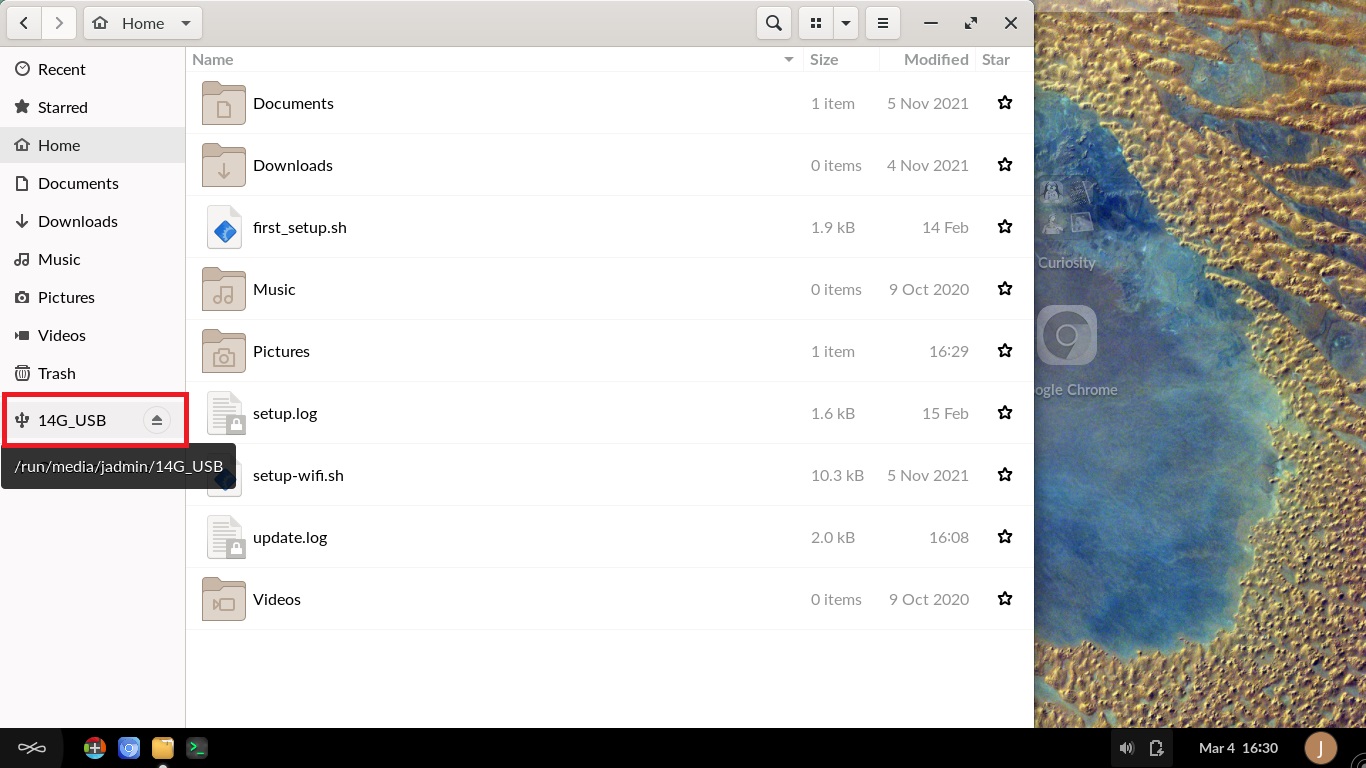 Home
Name Size Modified Star
Recent
Starred
Home
Documents
Downloads
Music
Pictures
Videos
Trash
14G_USB
/run/media/jadmin/14G_USB
Documents 1 item 5 Nov 2021
Downloads 0 items 4 Nov 2021
first_setup.sh 1.9 kB 14 Feb
Music 0 items 9 Oct 2020
Pictures 1 item 16:29
setup.log 1.6 kB 15 Feb
setup-wifi.sh 10.3 kB 5 Nov 2021
update.log 2.0 kB 16:08
Videos 0 items 9 Oct 2020
Curiosity
ogle Chrome
Mar 4 16:30
J